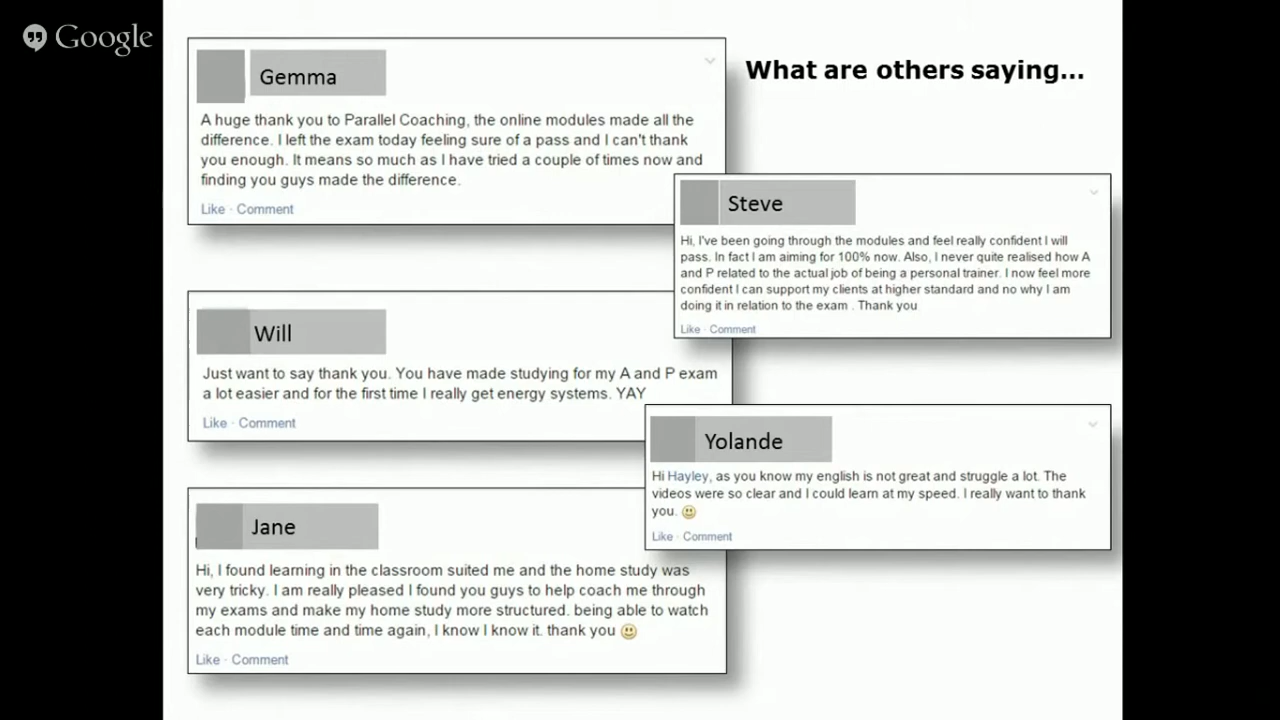 Google
What are others saying...
Gemma
A huge thank you to Parallel Coaching, the online modules made all the
difference. I left the exam today feeling sure of a pass and I can't thank
you enough. It means so much as I have tried a couple of times now and
finding you guys made the difference.
Like · Comment
Steve
Hi, I've been going through the modules and feel really confident I will
pass. In fact I am aiming for 100% now. Also, I never quite realised how A
and P related to the actual job of being a personal trainer. I now feel more
confident I can support my clients at higher standard and no why I am
doing it in relation to the exam . Thank you
Like · Comment
Will
Just want to say thank you. You have made studying for my A and P exam
a lot easier and for the first time I really get energy systems. YAY
Like · Comment
Yolande
Hi Hayley, as you know my english is not great and struggle a lot. The
videos were so clear and I could learn at my speed. I really want to thank
you.
Like · Comment
Jane
Hi, I found learning in the classroom suited me and the home study was
very tricky. I am really pleased I found you guys to help coach me through
my exams and make my home study more structured. being able to watch
each module time and time again, I know I know it. thank you
Like · Comment